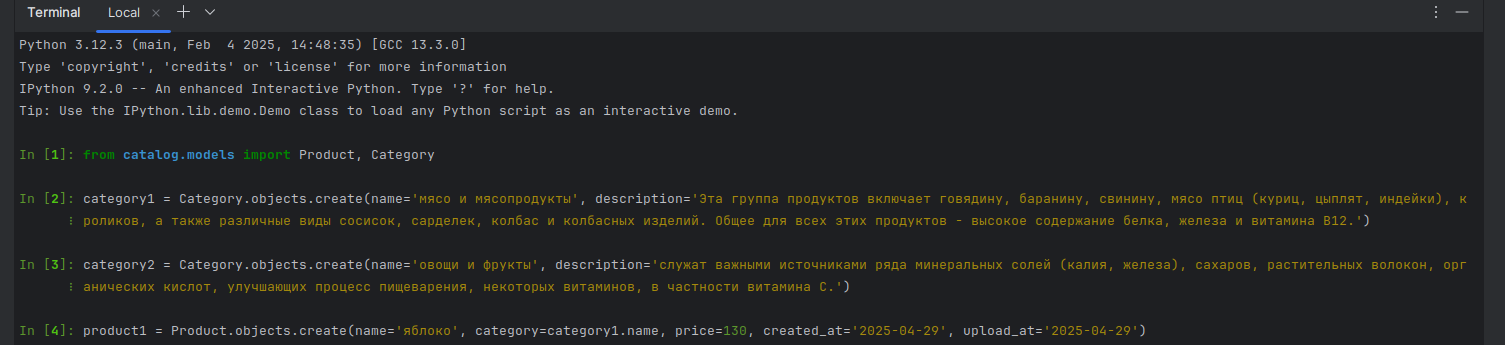 Terminal Local
Python 3.12.3 (main, Feb  4 2025, 14:48:35) [GCC 13.3.0]
Type 'copyright', 'credits' or 'license' for more information
IPython 9.2.0 -- An enhanced Interactive Python. Type '?' for help.
Tip: Use the IPython.lib.demo.Demo class to load any Python script as an interactive demo.
In [1]: from catalog.models import Product, Category
In [2]: category1 = Category.objects.create(name='мясо и мясопродукты', description='Эта группа продуктов включает говядину, баранину, свинину, мясо птиц (куриц, цыплят, индейки), к
роликов, а также различные виды сосисок, сарделек, колбас и колбасных изделий. Общее для всех этих продуктов - высокое содержание белка, железа и витамина В12.')
In [3]: category2 = Category.objects.create(name='овощи и фрукты', description='служат важными источниками ряда минеральных солей (калия, железа), сахаров, растительных волокон, орг
анических кислот, улучшающих процесс пищеварения, некоторых витаминов, в частности витамина С.')
In [4]: product1 = Product.objects.create(name='яблоко', category=category1.name, price=130, created_at='2025-04-29', upload_at='2025-04-29')